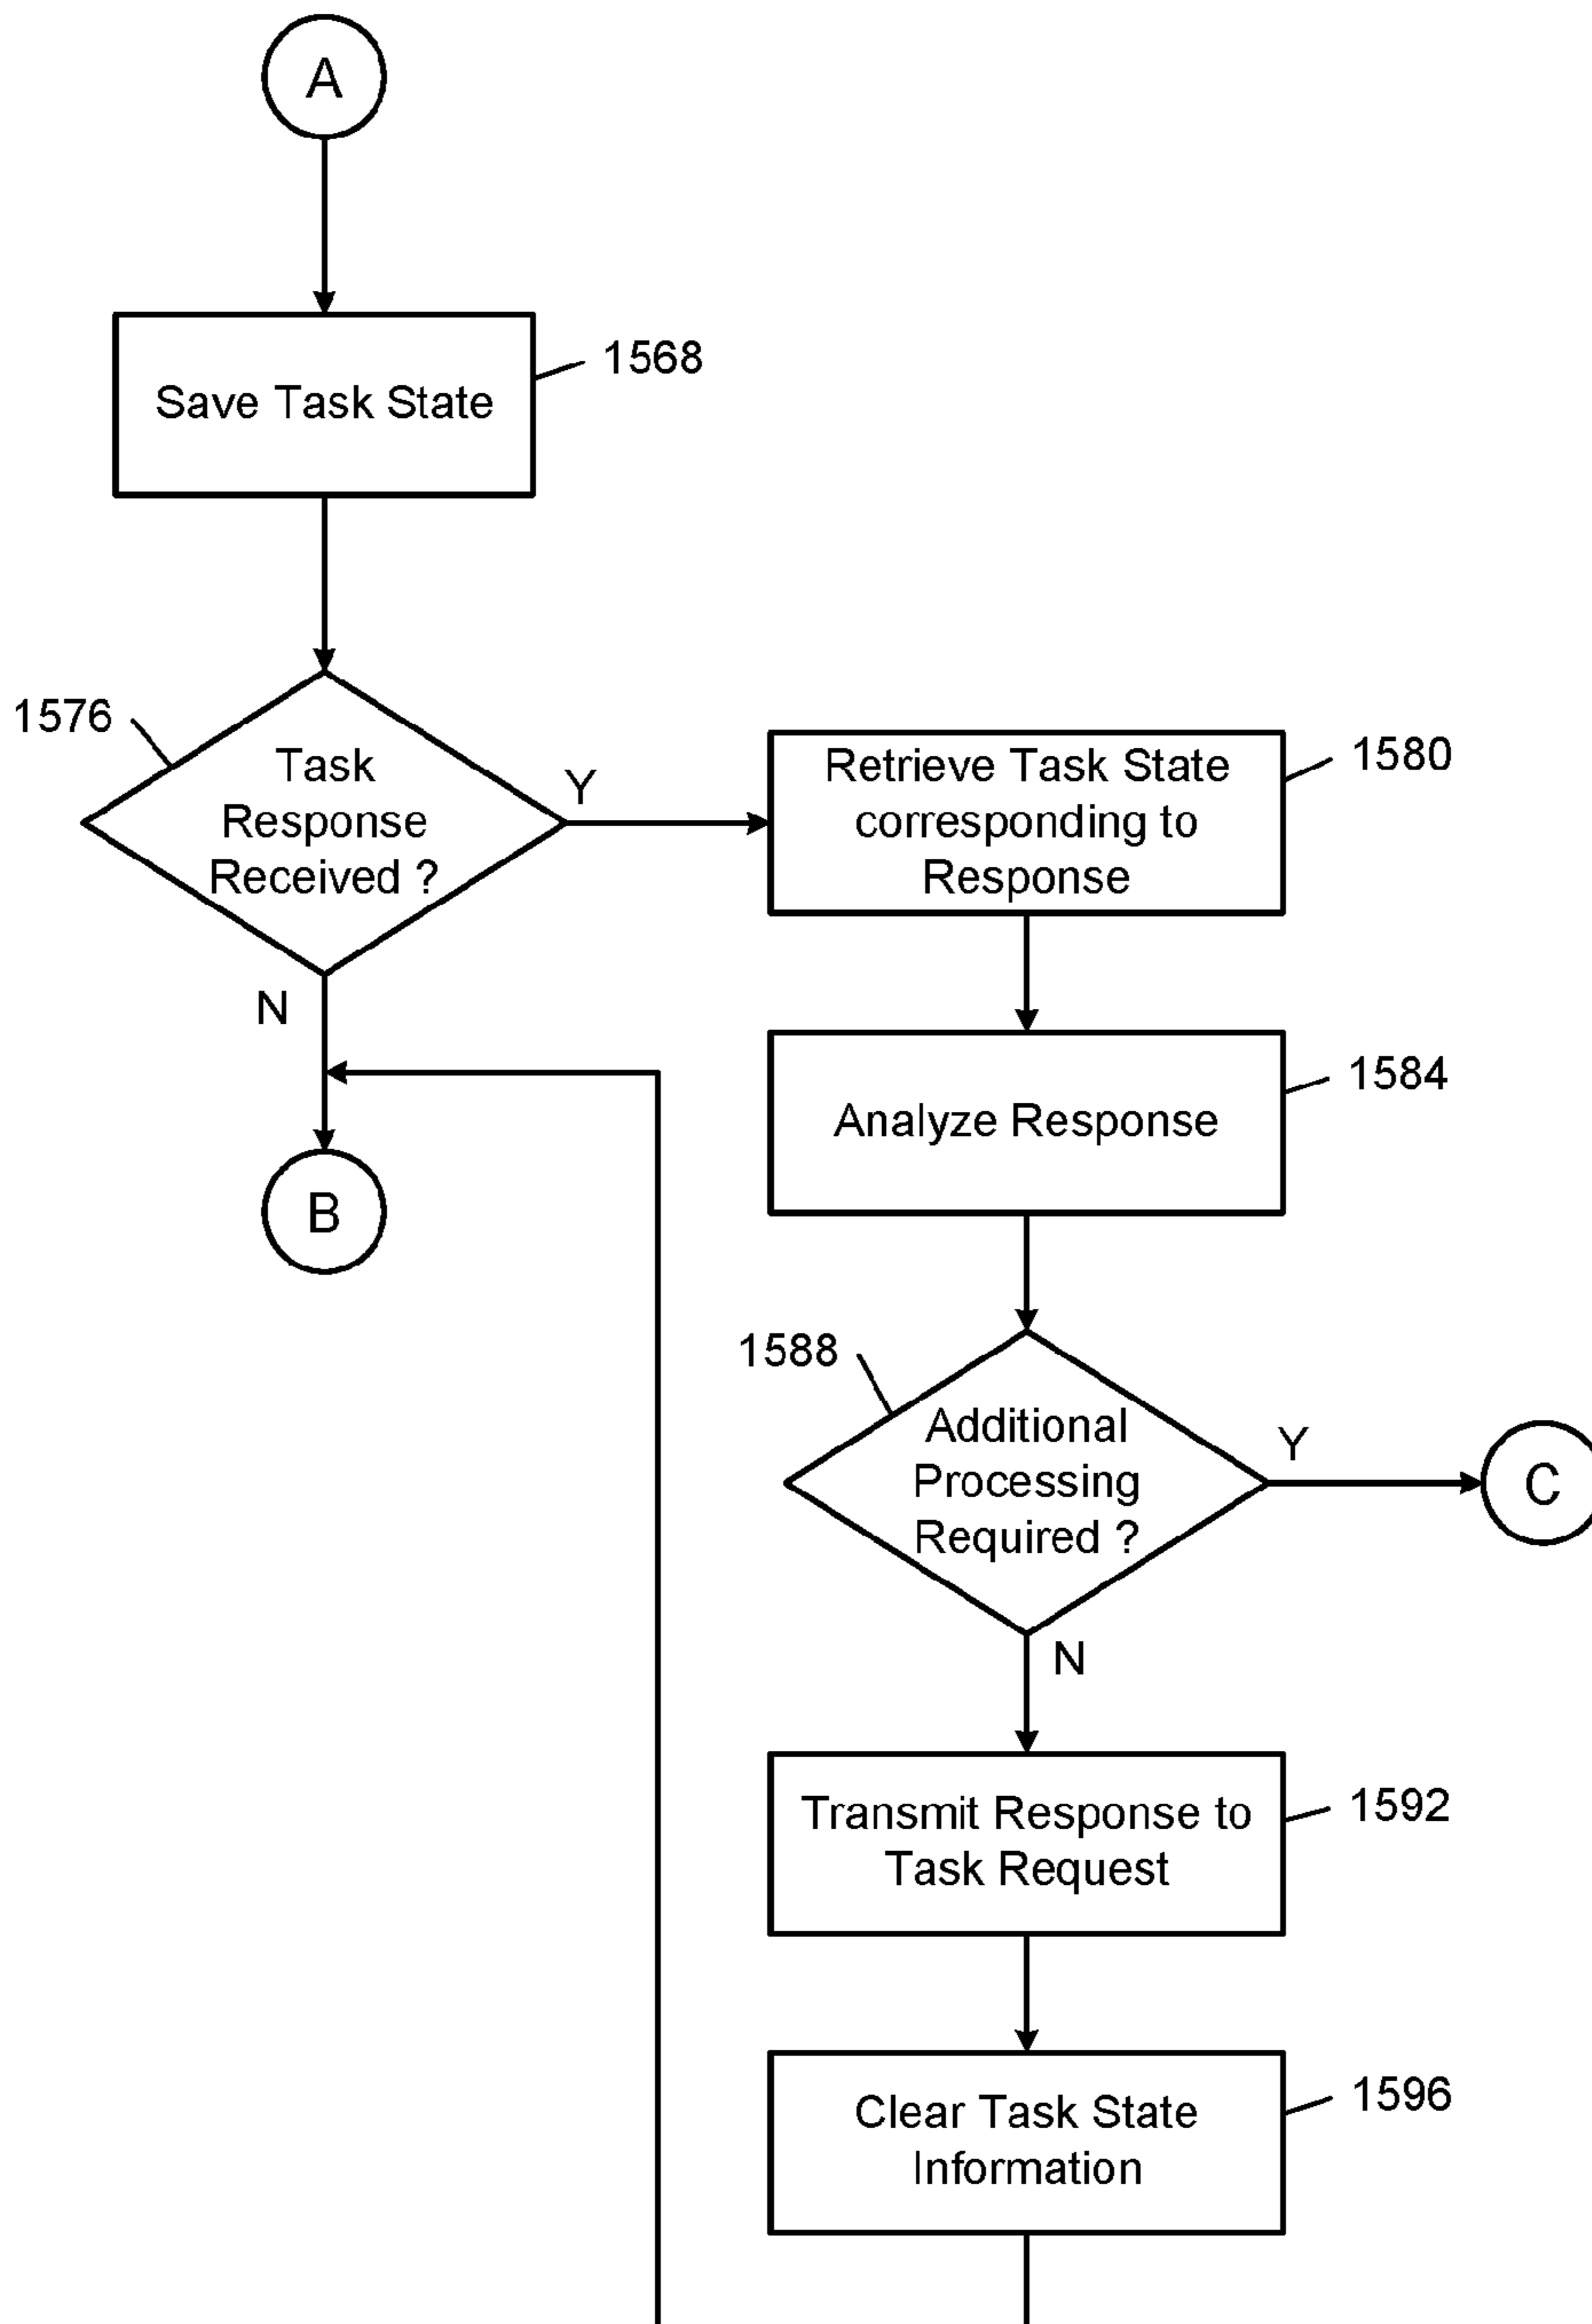 A
Save Task State
1568
1576
Task
Response
Received ?
Y
N
Retrieve Task State
corresponding to
Response
1580
Analyze Response
1584
B
1588
Additional
Processing
Required ?
Y
C
N
Transmit Response to
Task Request
1592
Clear Task State
Information
1596